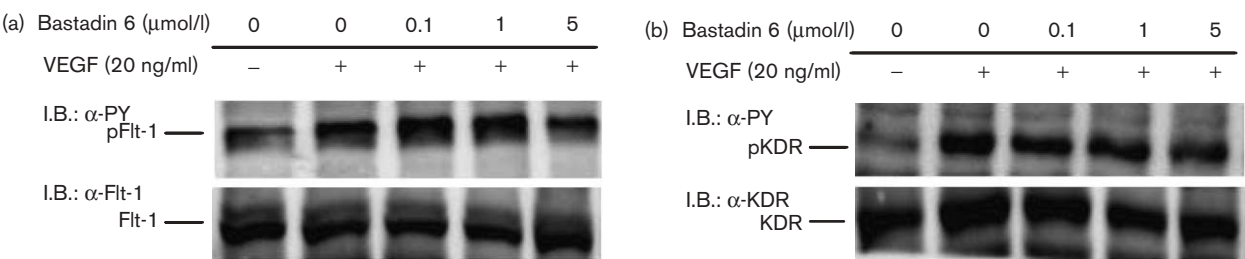 (a) Bastadin 6 (μmol/l) 0 0 0.1 1 5
VEGF (20 ng/ml) – + + + +
I.B.: α-PY
pFlt-1
I.B.: α-Flt-1
Flt-1
(b) Bastadin 6 (μmol/l) 0 0 0.1 1 5
VEGF (20 ng/ml) – + + + +
I.B.: α-PY
pKDR
I.B.: α-KDR
KDR